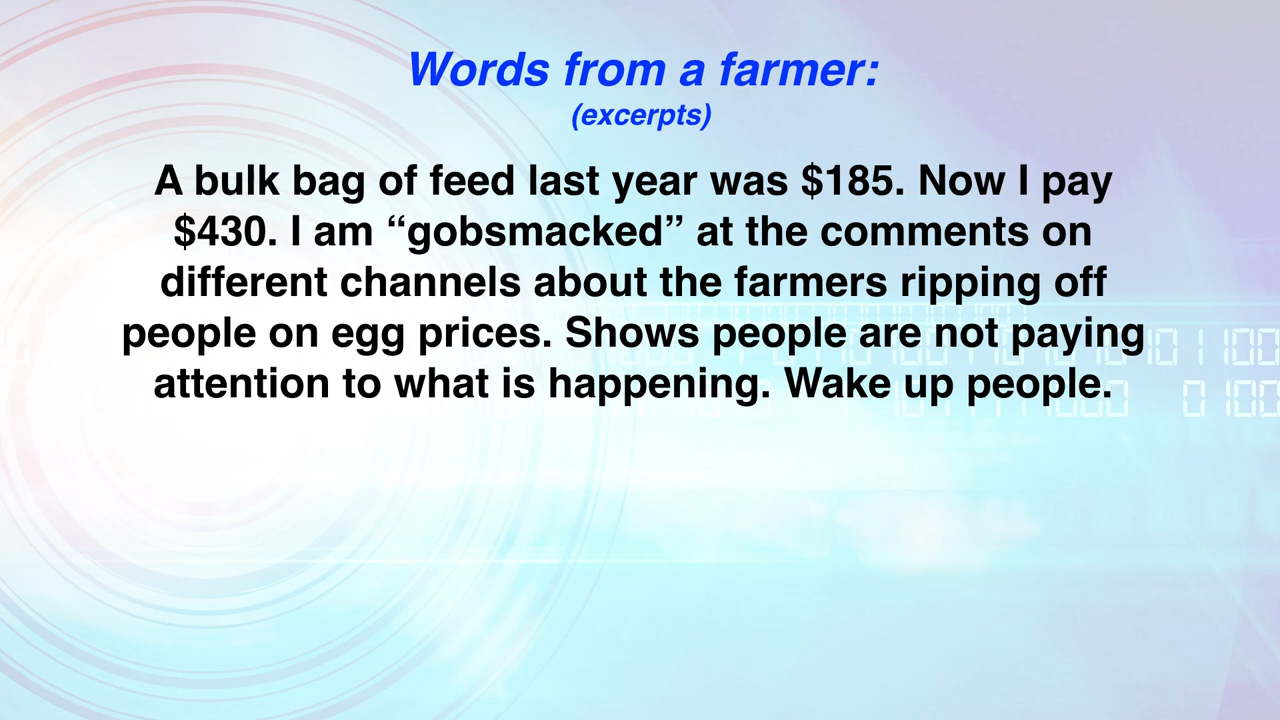 Words from a farmer:
(excerpts)
A bulk bag of feed last year was $185. Now I pay
$430. I am “gobsmacked” at the comments on
different channels about the farmers ripping off
people on egg prices. Shows people are not paying
attention to what is happening. Wake up people.